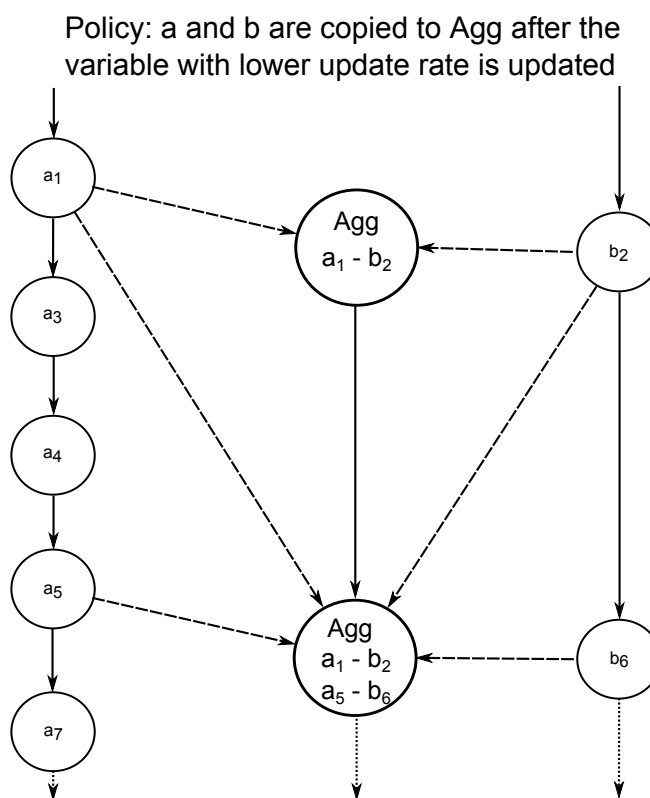 Policy: a and b are copied to Agg after the
variable with lower update rate is updated
a₁
Agg
a₁ - b₂
b₂
a₃
a₄
a₅
Agg
a₁ - b₂
a₅ - b₆
b₆
a₇